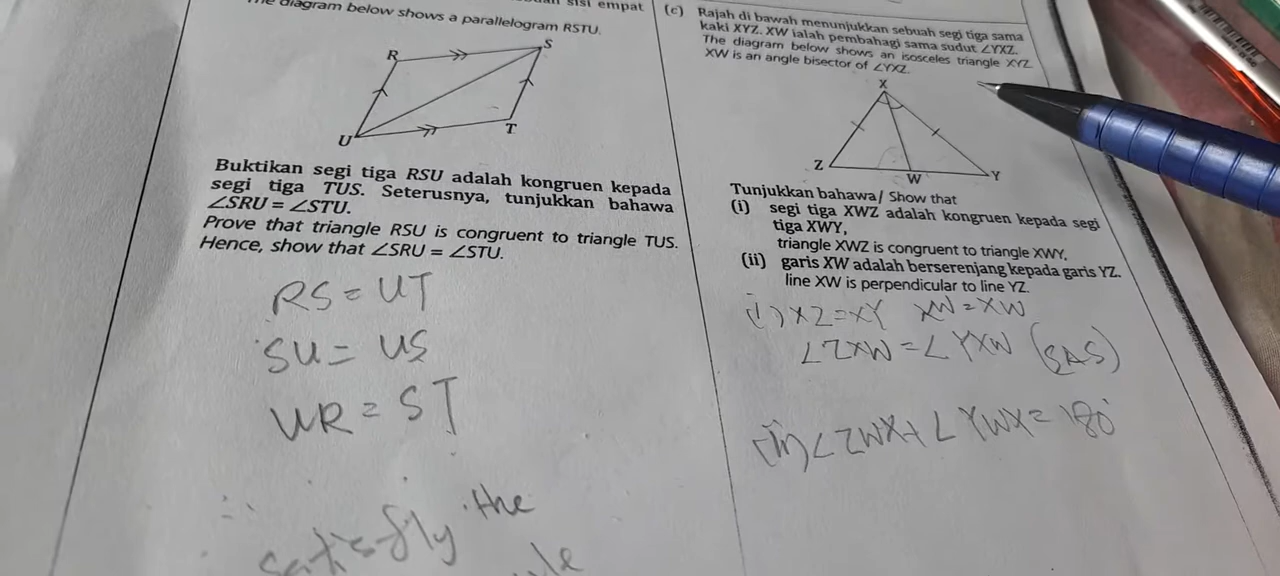 sisi empat
The diagram below shows a parallelogram RSTU.
R
S
U
T
Buktikan segi tiga RSU adalah kongruen kepada
segi tiga TUS. Seterusnya, tunjukkan bahawa
∠SRU = ∠STU.
Prove that triangle RSU is congruent to triangle TUS.
Hence, show that ∠SRU = ∠STU.
RS = UT
SU = US
UR = ST
∴
satisfly the
(c) Rajah di bawah menunjukkan sebuah segi tiga sama
kaki XYZ. XW ialah pembahagi sama sudut ∠YXZ.
The diagram below shows an isosceles triangle XYZ.
XW is an angle bisector of ∠YXZ.
X
Z
W
Y
Tunjukkan bahawa/ Show that
(i) segi tiga XWZ adalah kongruen kepada segi
tiga XWY,
triangle XWZ is congruent to triangle XWY,
(ii) garis XW adalah berserenjang kepada garis YZ.
line XW is perpendicular to line YZ.
(i) XZ = XY XW = XW
∠ZXW = ∠YXW (SAS)
(ii) ∠ZWX + ∠YWX = 180°